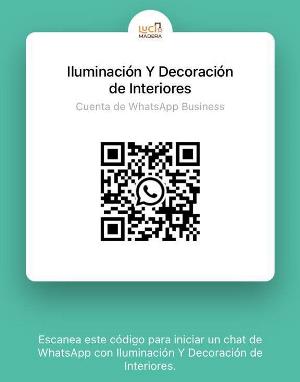 LUCI
MADERA
Iluminación Y Decoración
de Interiores
Cuenta de WhatsApp Business
Escanea este código para iniciar un chat de
WhatsApp con Iluminación Y Decoración de
Interiores.